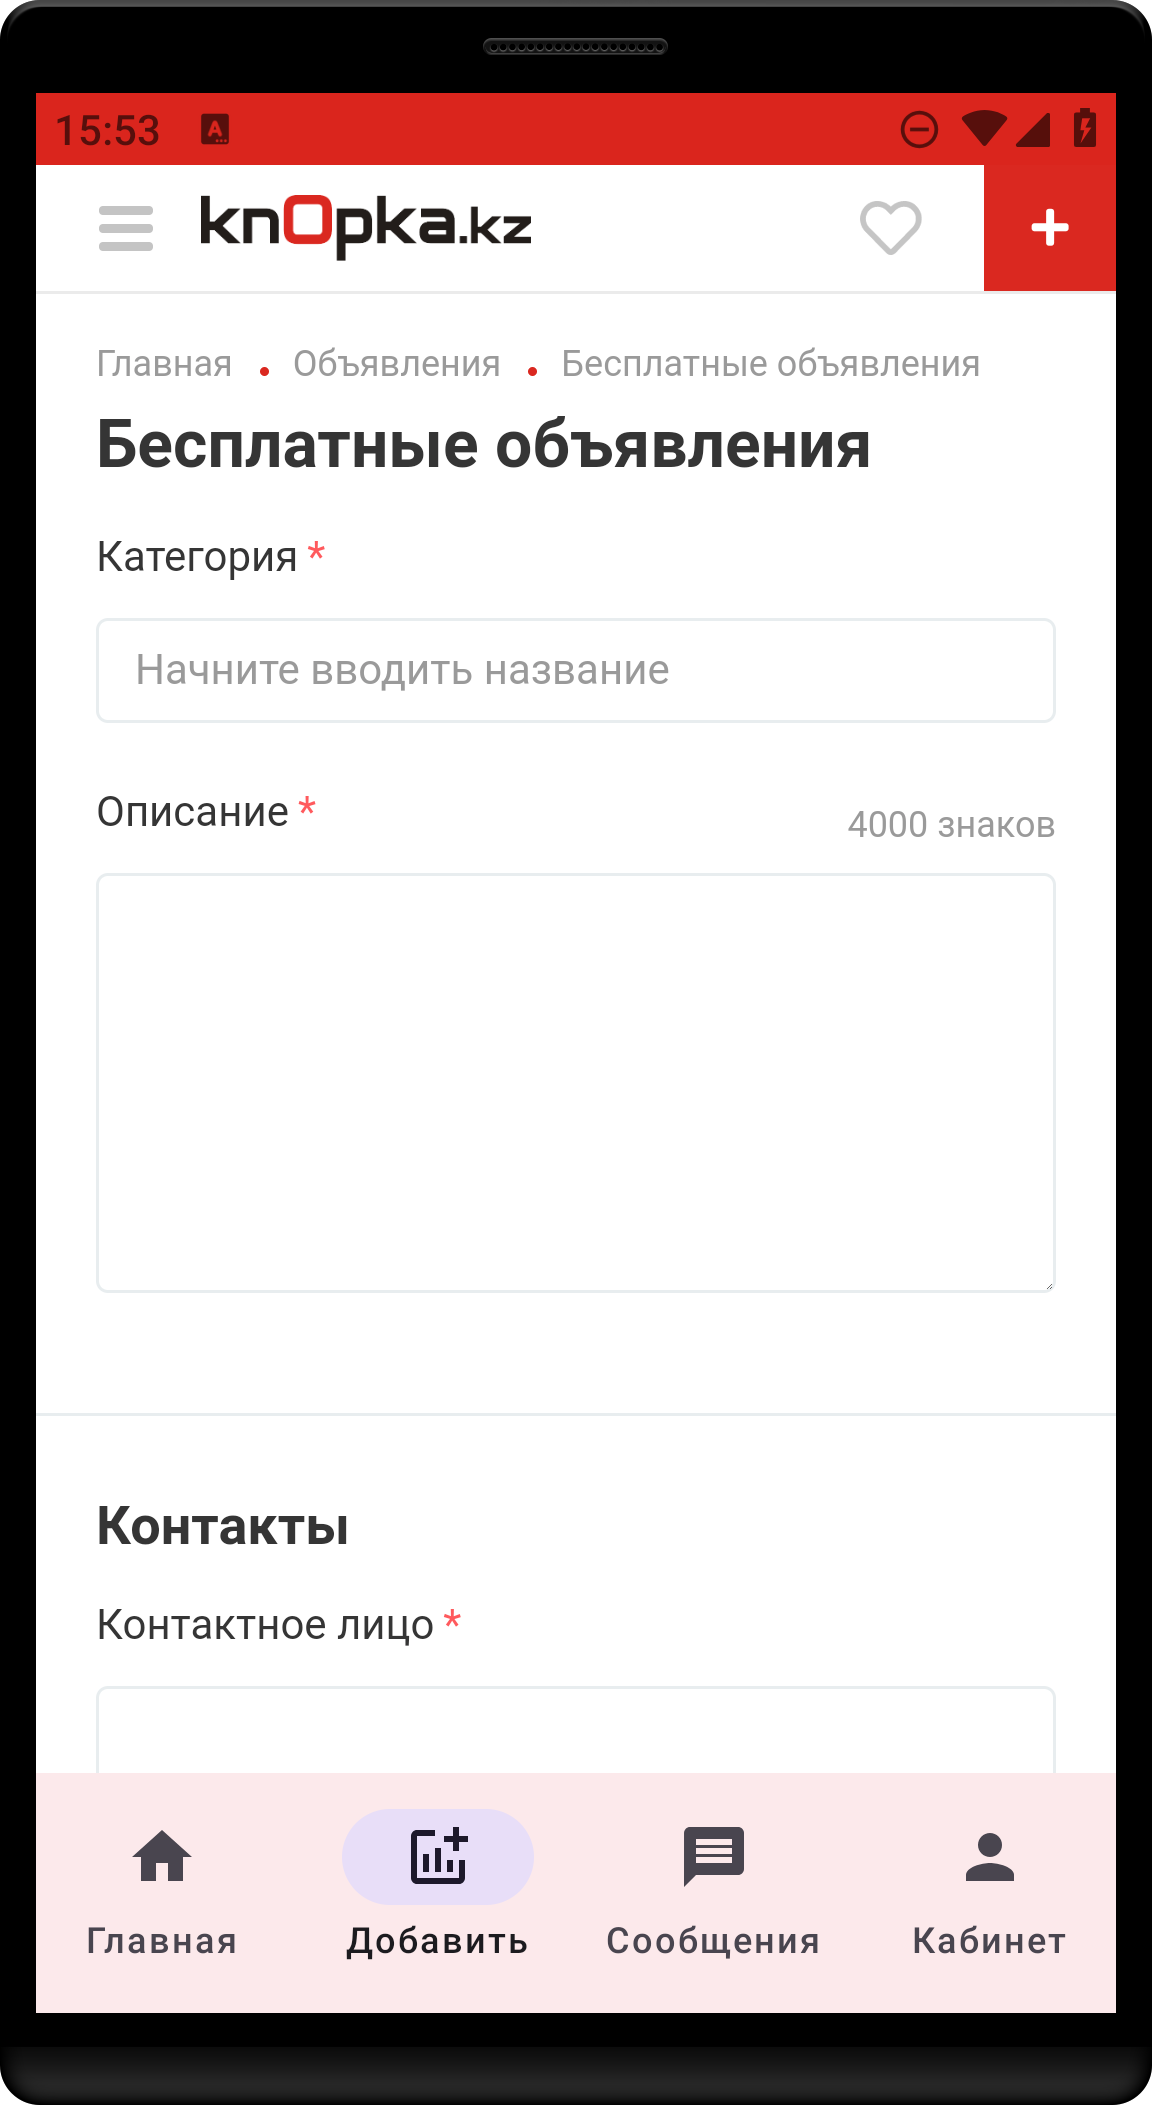 15:53
A
knOpka.kz
Главная • Объявления • Бесплатные объявления
Бесплатные объявления
Категория *
Начните вводить название
Описание *
4000 знаков
Контакты
Контактное лицо *
Главная Добавить Сообщения Кабинет